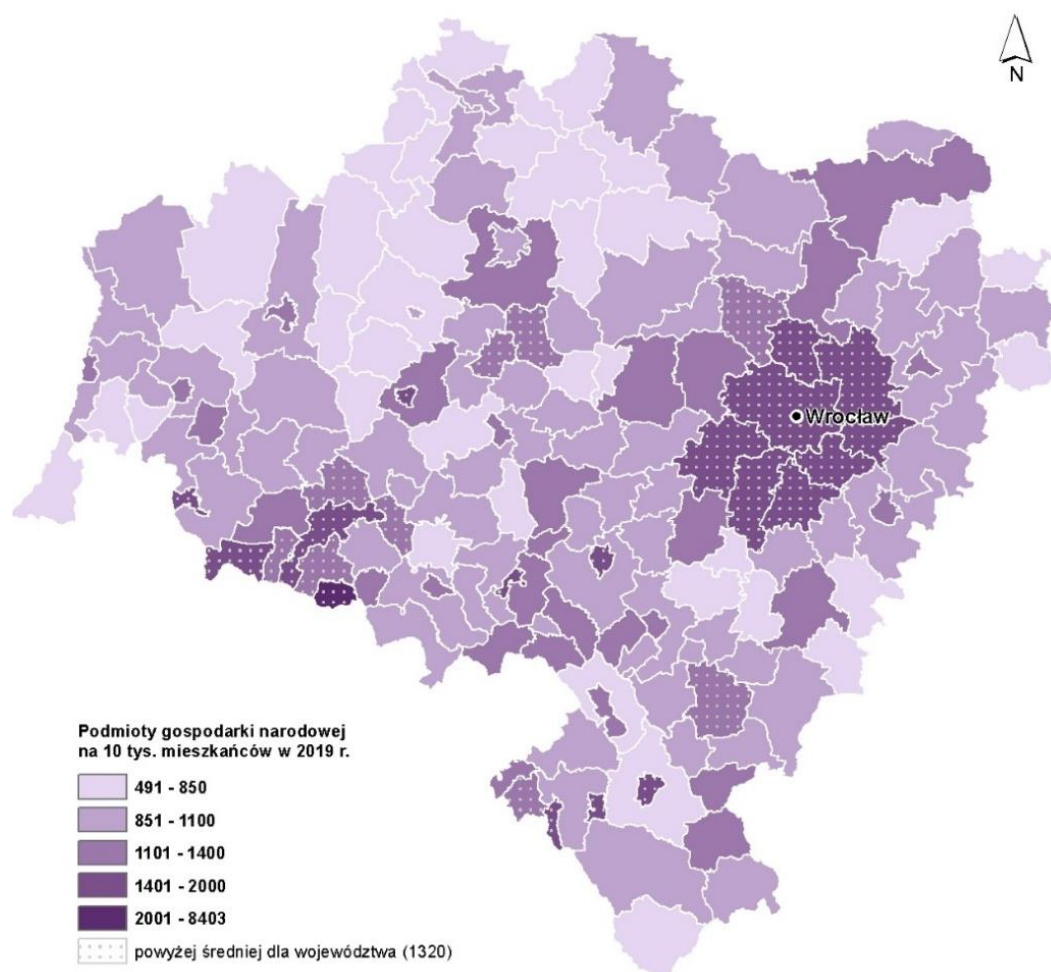 N
Wrocław
Podmioty gospodarki narodowej
na 10 tys. mieszkańców w 2019 r.
491 - 850
851 - 1100
1101 - 1400
1401 - 2000
2001 - 8403
powyżej średniej dla województwa (1320)